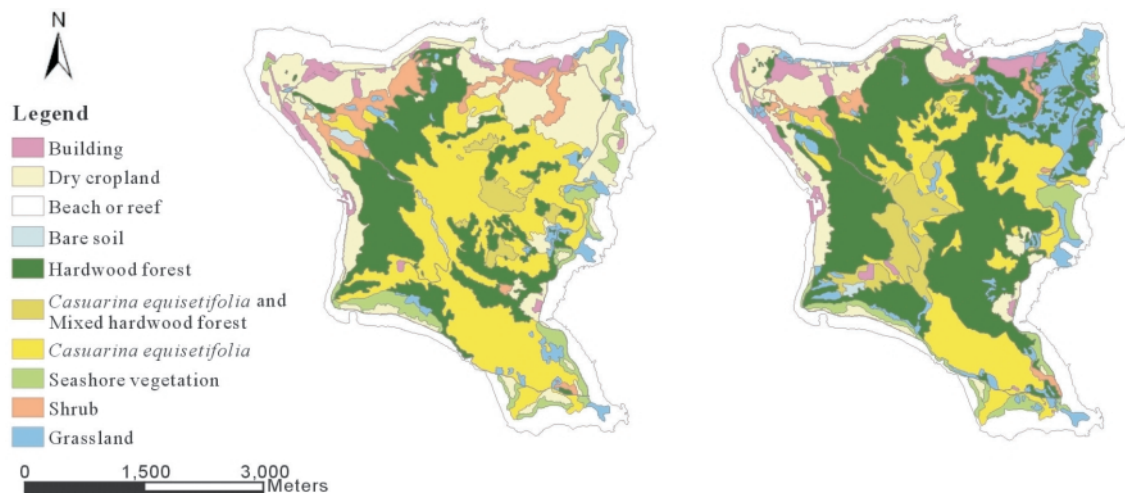 N
Legend
Building
Dry cropland
Beach or reef
Bare soil
Hardwood forest
Casuarina equisetifolia and
Mixed hardwood forest
Casuarina equisetifolia
Seashore vegetation
Shrub
Grassland
0 1,500 3,000
Meters